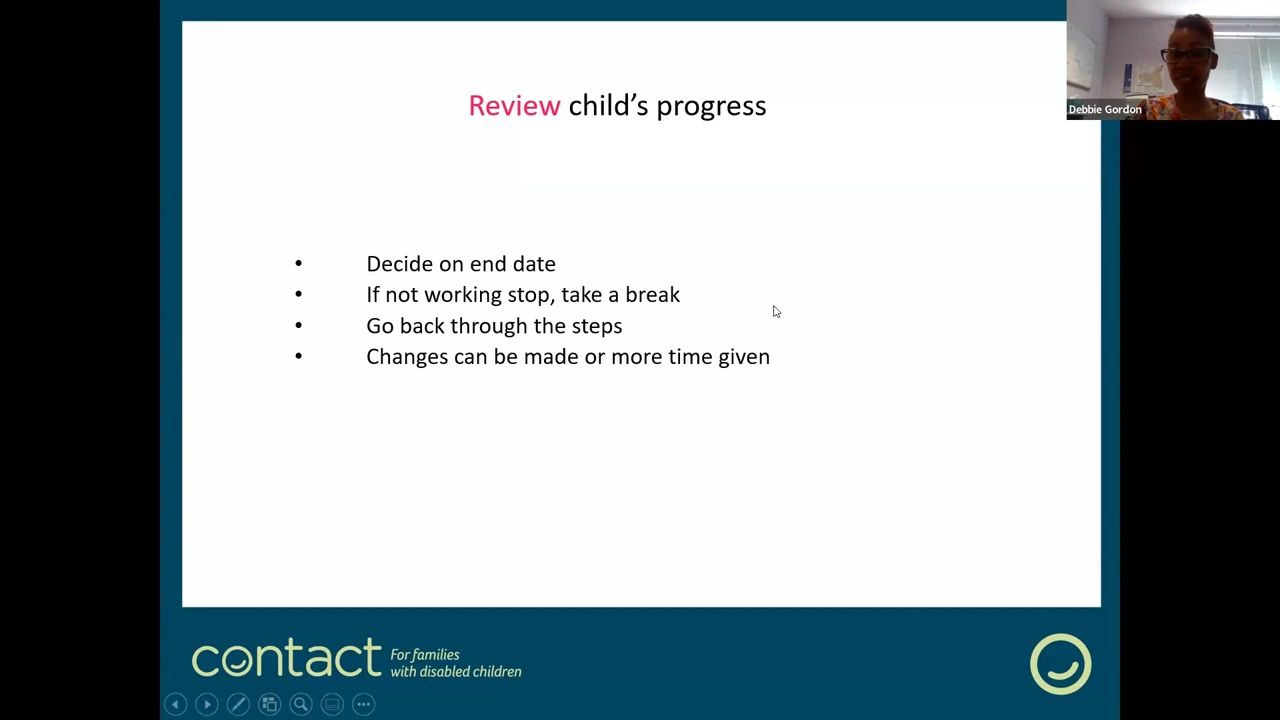 Review child's progress
Debbie Gordon
• Decide on end date
• If not working stop, take a break
• Go back through the steps
• Changes can be made or more time given
contact
For families
with disabled children